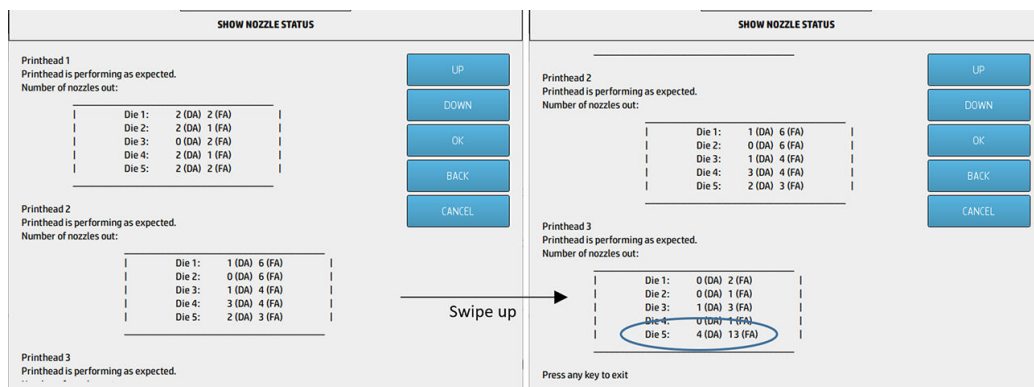 SHOW NOZZLE STATUS
Printhead 1
Printhead is performing as expected.
Number of nozzles out:
| Die 1: 2 (DA) 2 (FA) |
| Die 2: 2 (DA) 1 (FA) |
| Die 3: 0 (DA) 2 (FA) |
| Die 4: 2 (DA) 1 (FA) |
| Die 5: 2 (DA) 2 (FA) |
Printhead 2
Printhead is performing as expected.
Number of nozzles out:
| Die 1: 1 (DA) 6 (FA) |
| Die 2: 0 (DA) 6 (FA) |
| Die 3: 1 (DA) 4 (FA) |
| Die 4: 3 (DA) 4 (FA) |
| Die 5: 2 (DA) 3 (FA) |
Printhead 3
Printhead is performing as expected.
UP
DOWN
OK
BACK
CANCEL
Swipe up
SHOW NOZZLE STATUS
Printhead 2
Printhead is performing as expected.
Number of nozzles out:
| Die 1: 1 (DA) 6 (FA) |
| Die 2: 0 (DA) 6 (FA) |
| Die 3: 1 (DA) 4 (FA) |
| Die 4: 3 (DA) 4 (FA) |
| Die 5: 2 (DA) 3 (FA) |
Printhead 3
Printhead is performing as expected.
Number of nozzles out:
| Die 1: 0 (DA) 2 (FA) |
| Die 2: 0 (DA) 1 (FA) |
| Die 3: 1 (DA) 3 (FA) |
| Die 4: 0 (DA) 1 (FA) |
| Die 5: 4 (DA) 13 (FA) |
Press any key to exit
UP
DOWN
OK
BACK
CANCEL